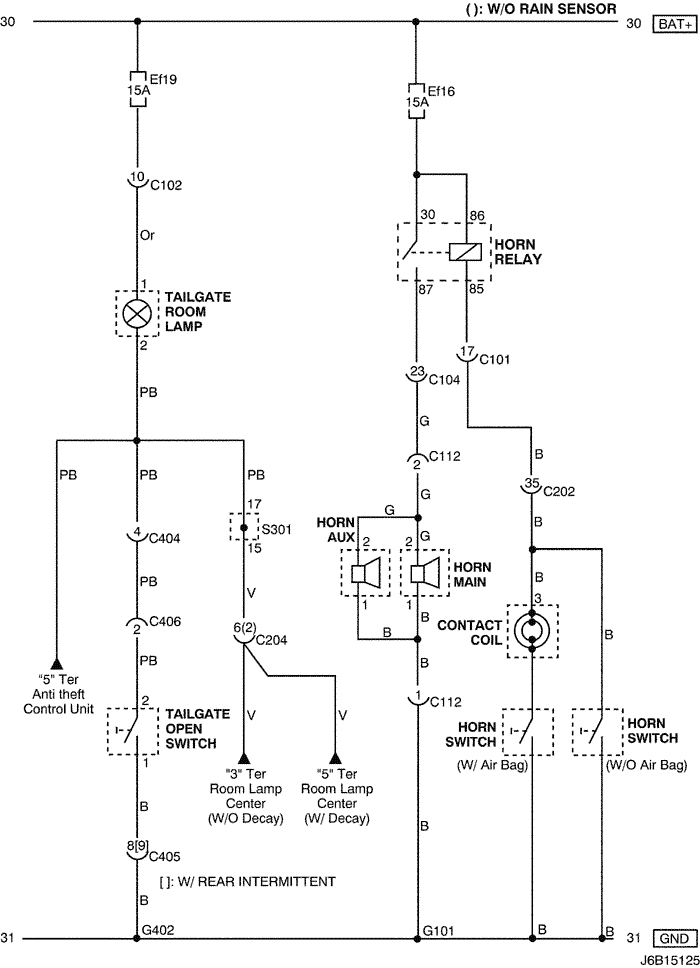 ( ): W/O RAIN SENSOR
30
30 BAT+
Ef19
15A
Ef16
15A
10
C102
Or
30
86
HORN
RELAY
87
85
1
TAILGATE
ROOM
LAMP
2
17
C101
23
C104
PB
G
B
C112
2
35
C202
PB
PB
PB
G
B
17
S301
15
G
HORN
AUX
2
2
G
HORN
MAIN
1
1
4
C404
PB
V
B
B
B
3
CONTACT
COIL
B
2
C406
6(2)
C204
PB
B
1
C112
"5" Ter
Anti theft
Control Unit
2
TAILGATE
OPEN
SWITCH
1
V
V
HORN
SWITCH
(W/ Air Bag)
HORN
SWITCH
(W/O Air Bag)
"3" Ter
Room Lamp
Center
(W/O Decay)
"5" Ter
Room Lamp
Center
(W/ Decay)
B
B
8[9]
C405
[ ]: W/ REAR INTERMITTENT
B
G402
G101
B
B
31
31 GND
J6B15125